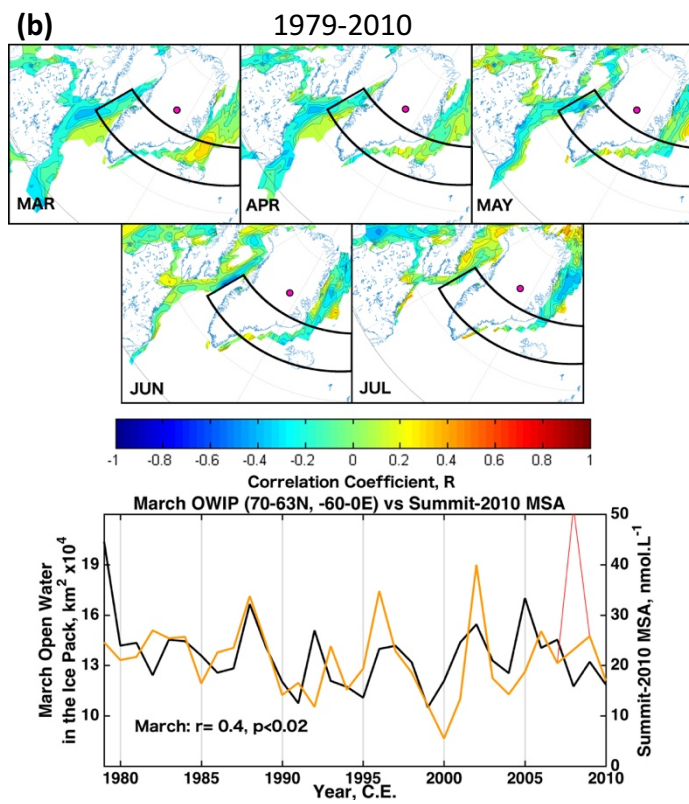 (b) 1979-2010
MAR
APR
MAY
JUN
JUL
-1 -0.8 -0.6 -0.4 -0.2 0 0.2 0.4 0.6 0.8 1
Correlation Coefficient, R
March OWIP (70-63N, -60-0E) vs Summit-2010 MSA
March Open Water
in the Ice Pack, km² x10⁴
19
16
13
10
50
40
30
20
10
0
Summit-2010 MSA, nmol.L⁻¹
March: r= 0.4, p<0.02
1980 1985 1990 1995 2000 2005 2010
Year, C.E.